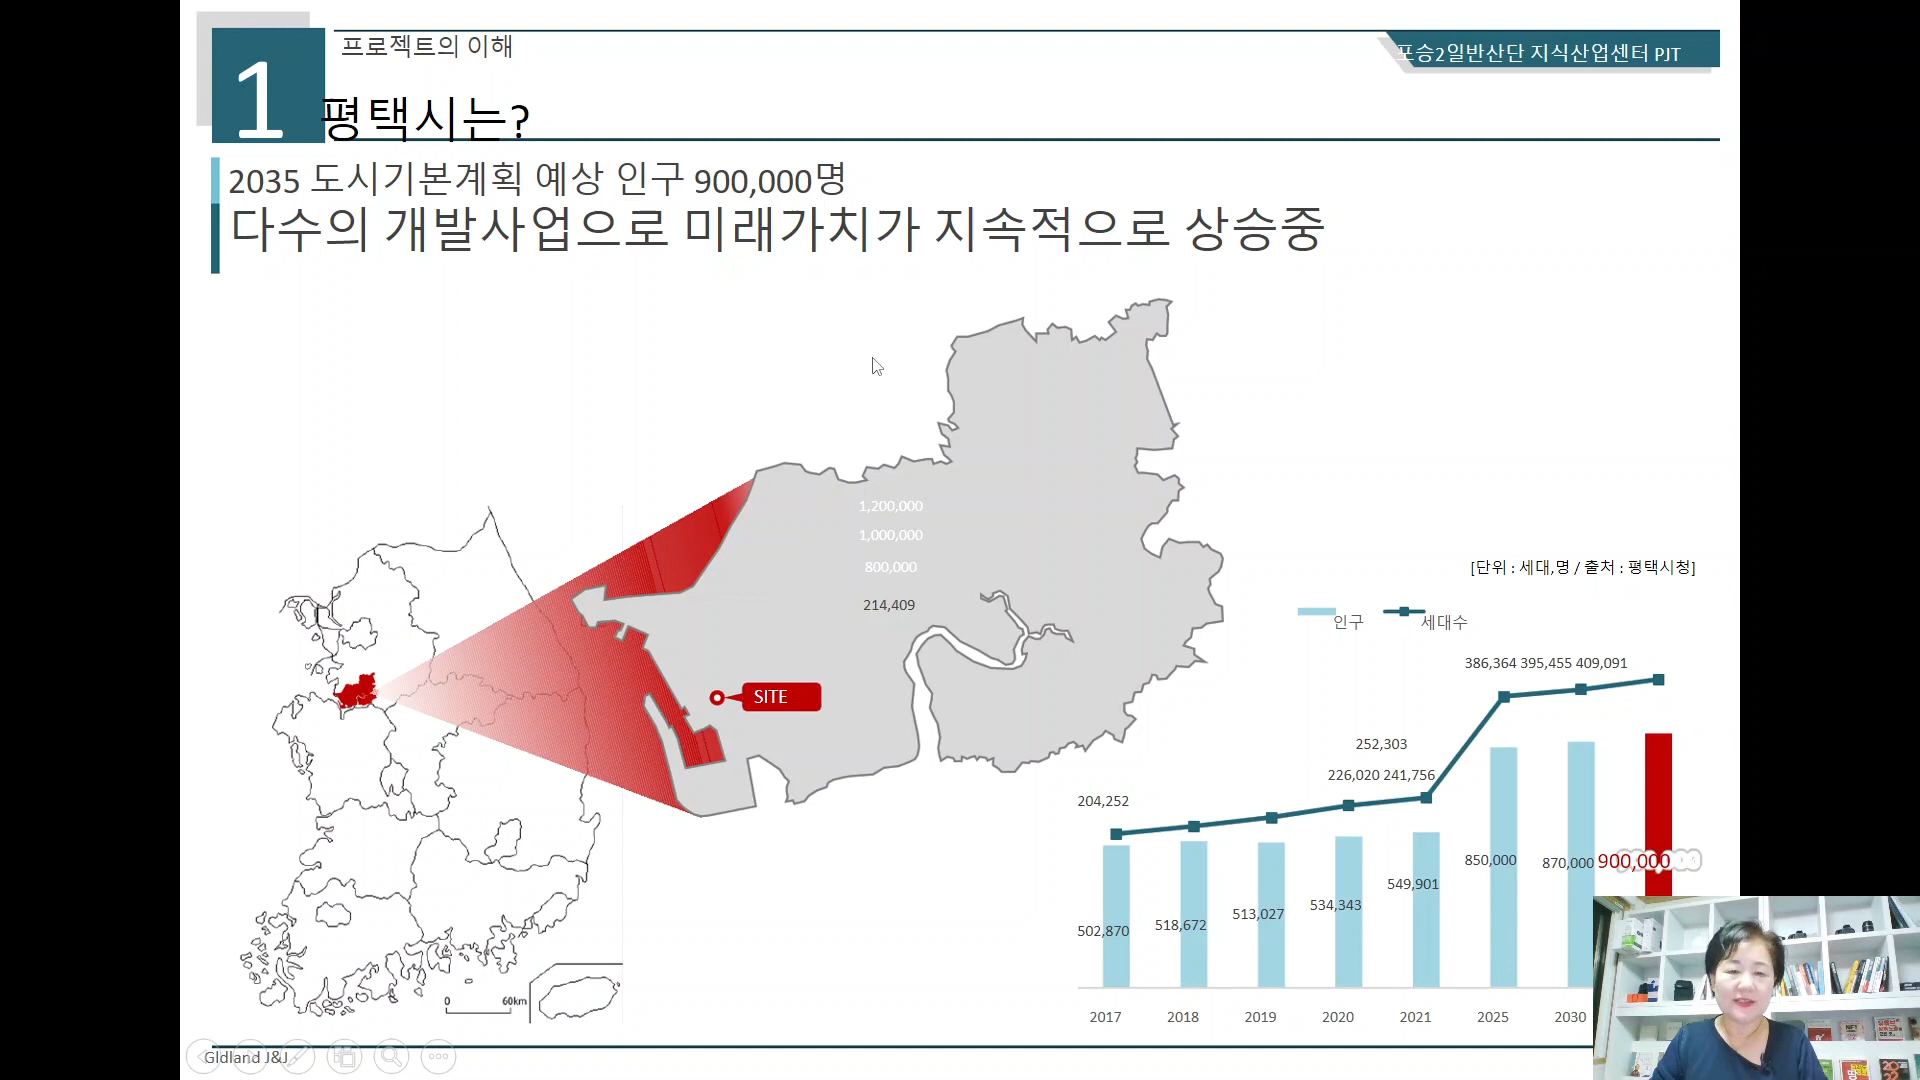 프로젝트의 이해
포승2일반산단 지식산업센터 PJT
1
평택시는?
2035 도시기본계획 예상 인구 900,000명
다수의 개발사업으로 미래가치가 지속적으로 상승중
1,200,000
1,000,000
800,000
214,409
SITE
[단위 : 세대,명 / 출처 : 평택시청]
인구
세대수
386,364 395,455 409,091
252,303
226,020 241,756
204,252
850,000
870,000
900,000
549,901
534,343
513,027
518,672
502,870
0
60km
2017 2018 2019 2020 2021 2025 2030
Gldland J&J